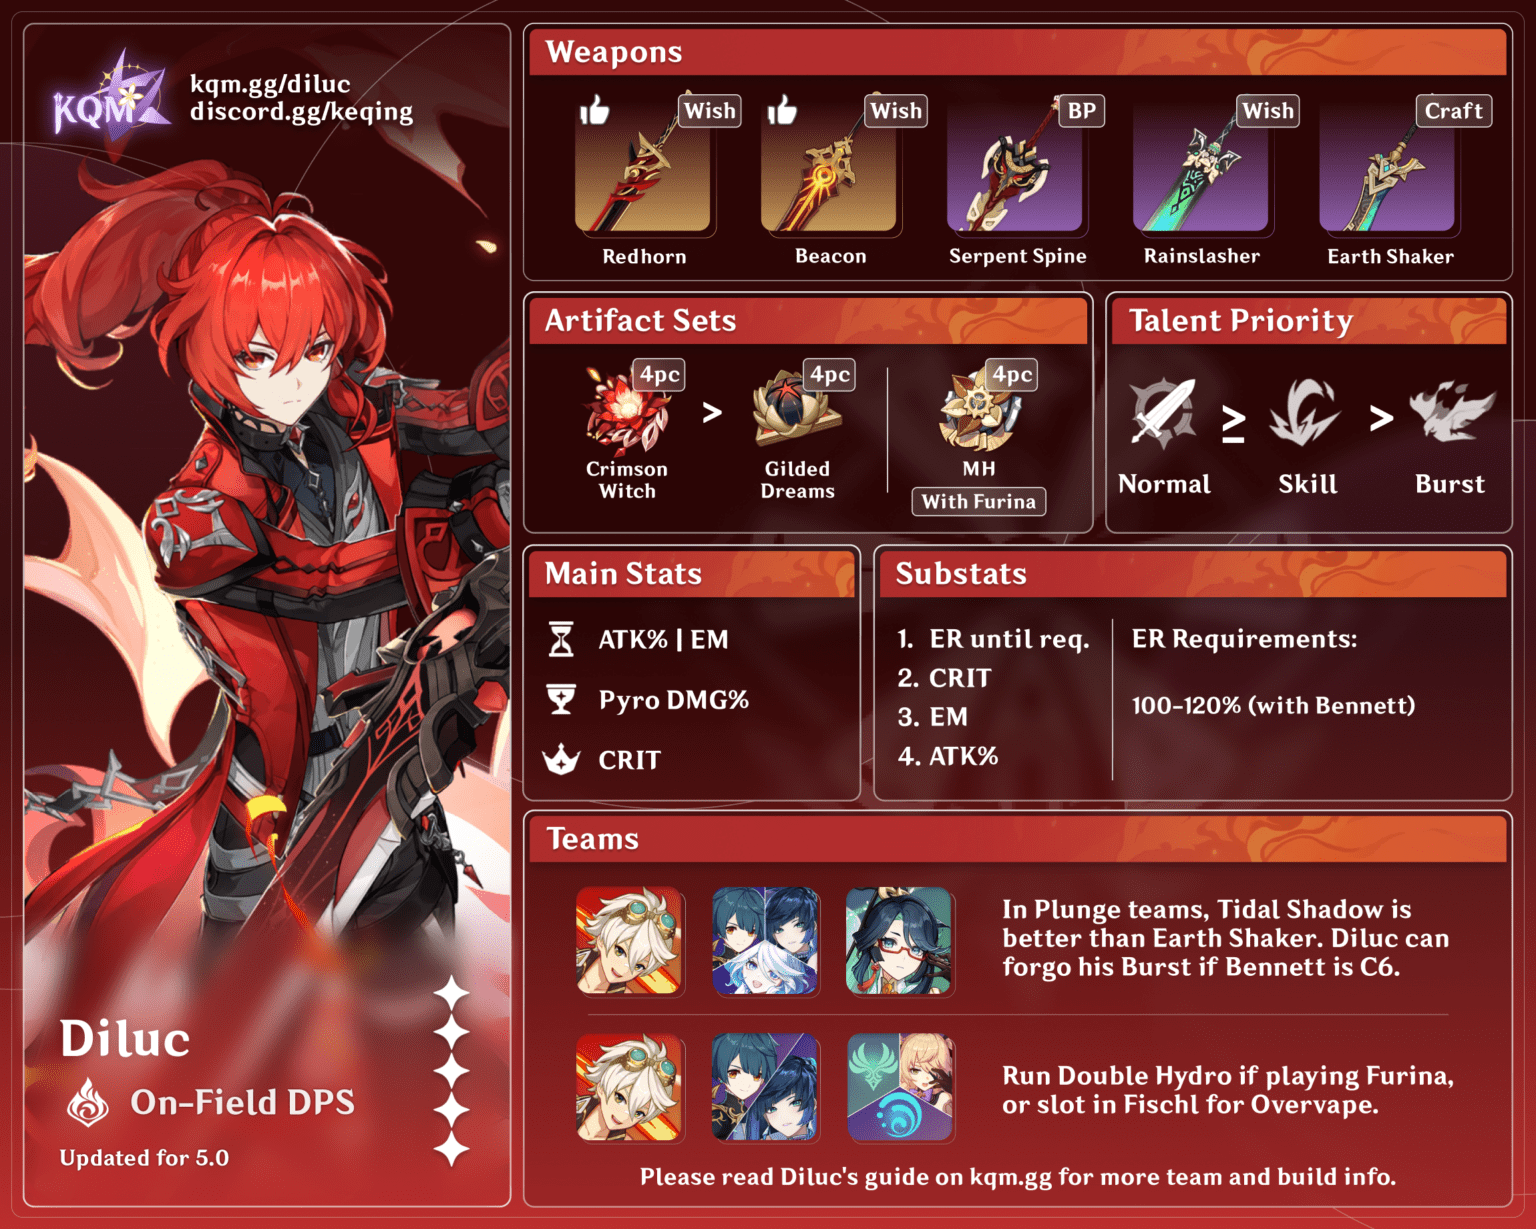 KQM
kqm.gg/diluc
discord.gg/keqing
Diluc
On-Field DPS
Updated for 5.0
Weapons
Wish
Wish
BP
Wish
Craft
Redhorn
Beacon
Serpent Spine
Rainslasher
Earth Shaker
Artifact Sets
4pc
>
4pc
4pc
Crimson
Witch
Gilded
Dreams
MH
With Furina
Talent Priority
≥
>
Normal
Skill
Burst
Main Stats
ATK% | EM
Pyro DMG%
CRIT
Substats
1. ER until req.
2. CRIT
3. EM
4. ATK%
ER Requirements:
100-120% (with Bennett)
Teams
In Plunge teams, Tidal Shadow is
better than Earth Shaker. Diluc can
forgo his Burst if Bennett is C6.
Run Double Hydro if playing Furina,
or slot in Fischl for Overvape.
Please read Diluc's guide on kqm.gg for more team and build info.